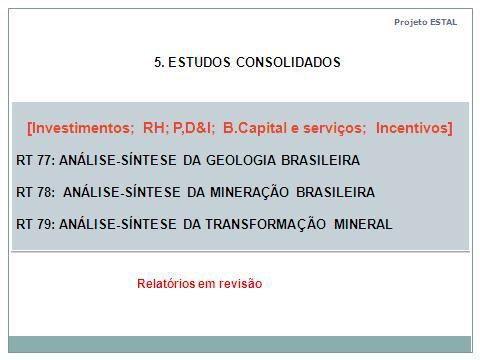 Projeto ESTAL
5. ESTUDOS CONSOLIDADOS
[Investimentos; RH; P,D&I; B.Capital e serviços; Incentivos]
RT 77: ANÁLISE-SÍNTESE DA GEOLOGIA BRASILEIRA
RT 78: ANÁLISE-SÍNTESE DA MINERAÇÃO BRASILEIRA
RT 79: ANÁLISE-SÍNTESE DA TRANSFORMAÇÃO MINERAL
Relatórios em revisão